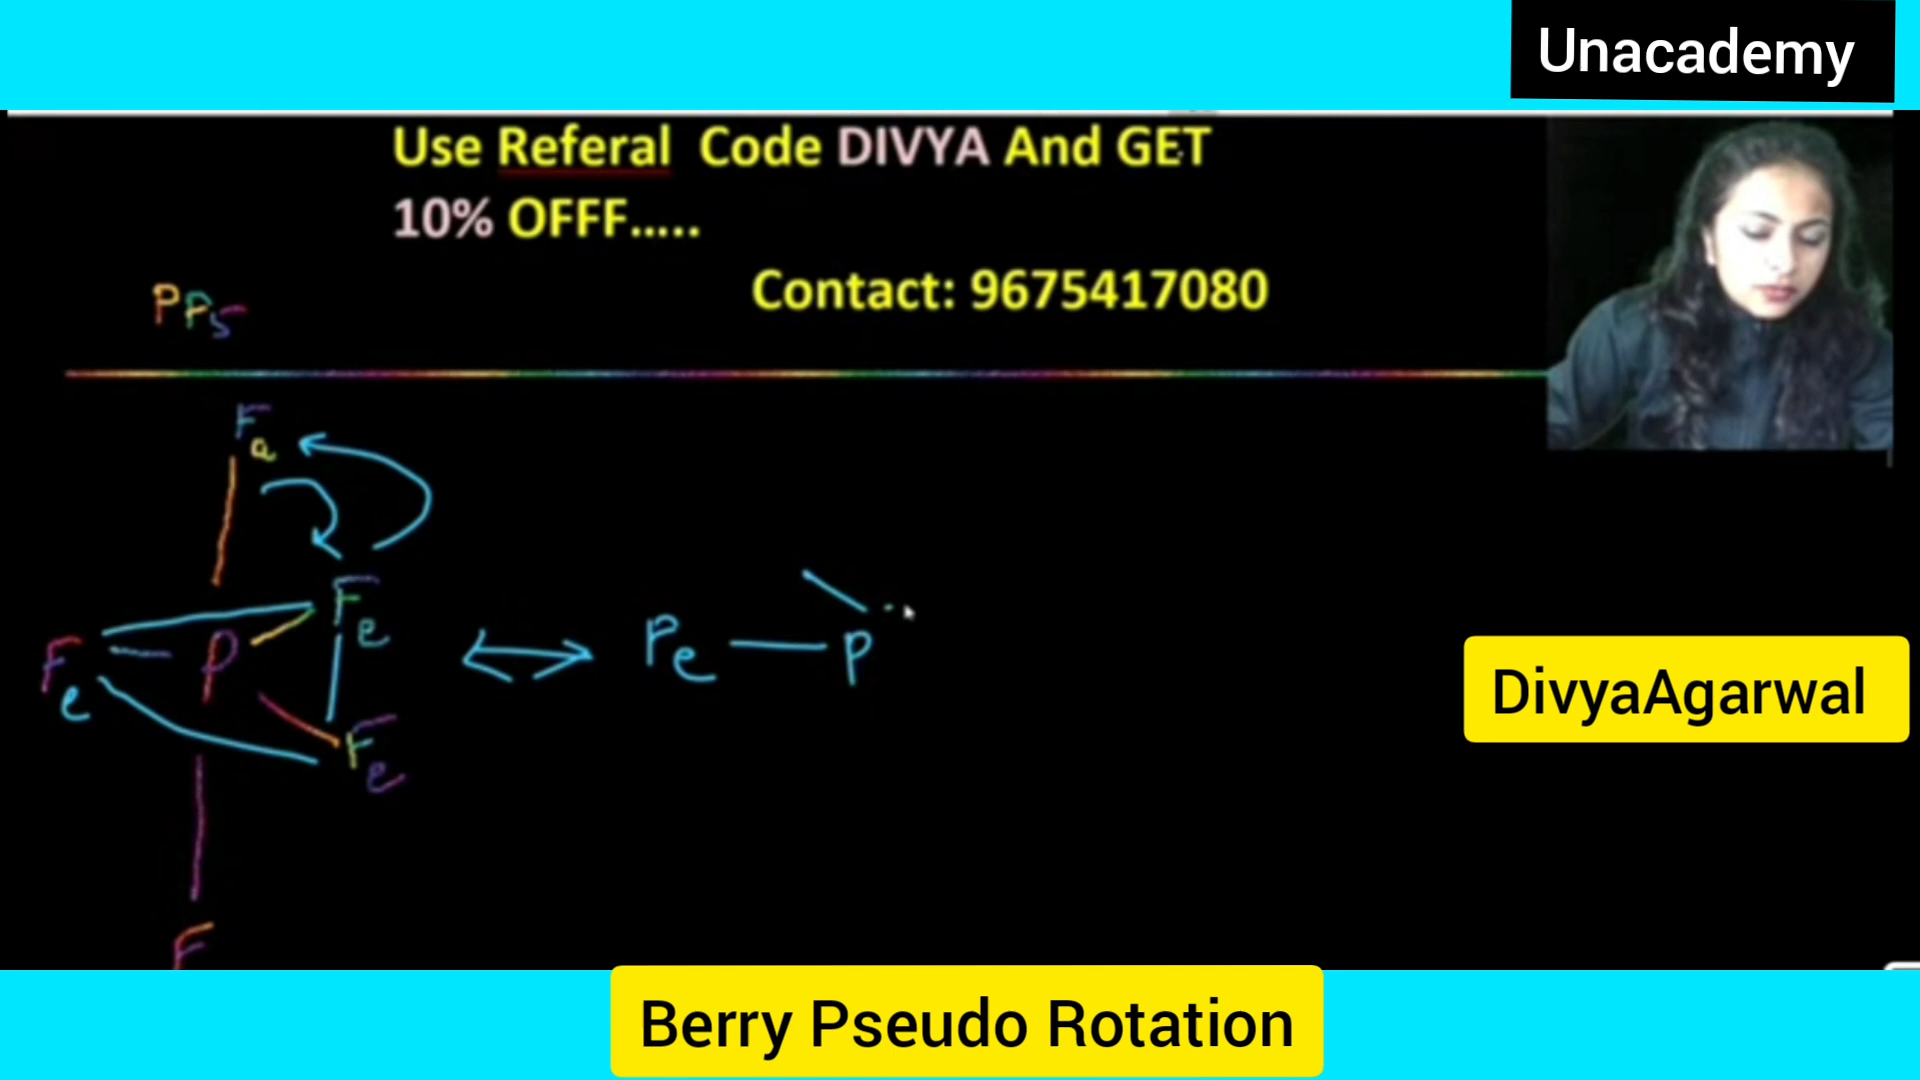 Unacademy
Use Referal Code DIVYA And GET
10% OFFF.....
Contact: 9675417080
PF5
Fa
Fe
Fe P
Pe P
Fe
F
DivyaAgarwal
Berry Pseudo Rotation